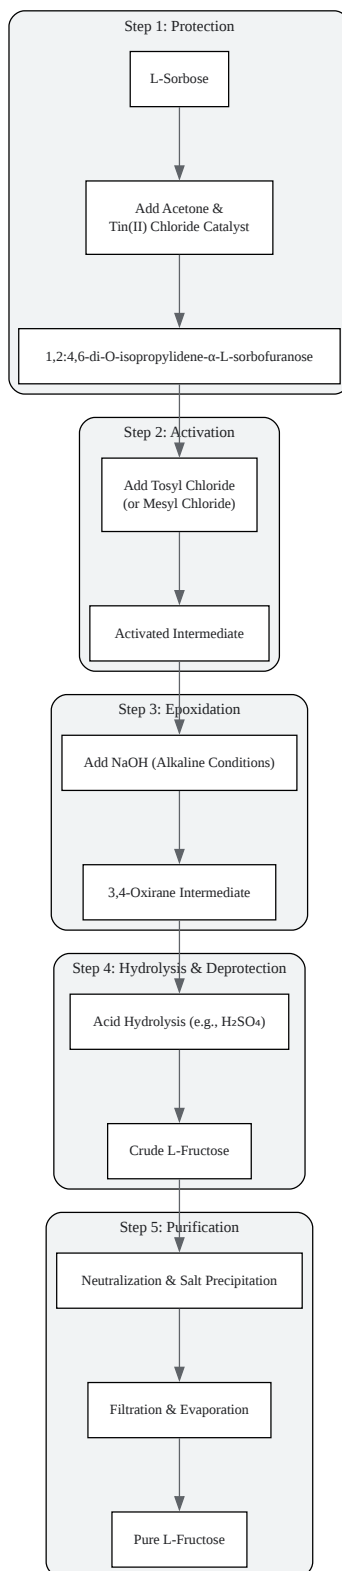 Step 1: Protection
L-Sorbose
Add Acetone &
Tin(II) Chloride Catalyst
1,2:4,6-di-O-isopropylidene-α-L-sorbofuranose
Step 2: Activation
Add Tosyl Chloride
(or Mesyl Chloride)
Activated Intermediate
Step 3: Epoxidation
Add NaOH (Alkaline Conditions)
3,4-Oxirane Intermediate
Step 4: Hydrolysis & Deprotection
Acid Hydrolysis (e.g., H₂SO₄)
Crude L-Fructose
Step 5: Purification
Neutralization & Salt Precipitation
Filtration & Evaporation
Pure L-Fructose